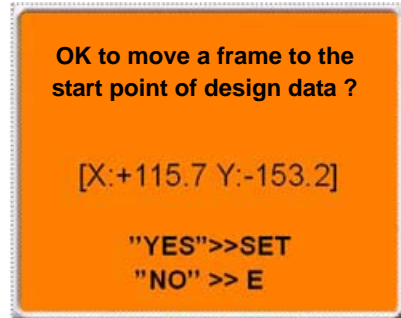 OK to move a frame to the
start point of design data ?
[X:+115.7 Y:-153.2]
”YES”>>SET
”NO” >> E